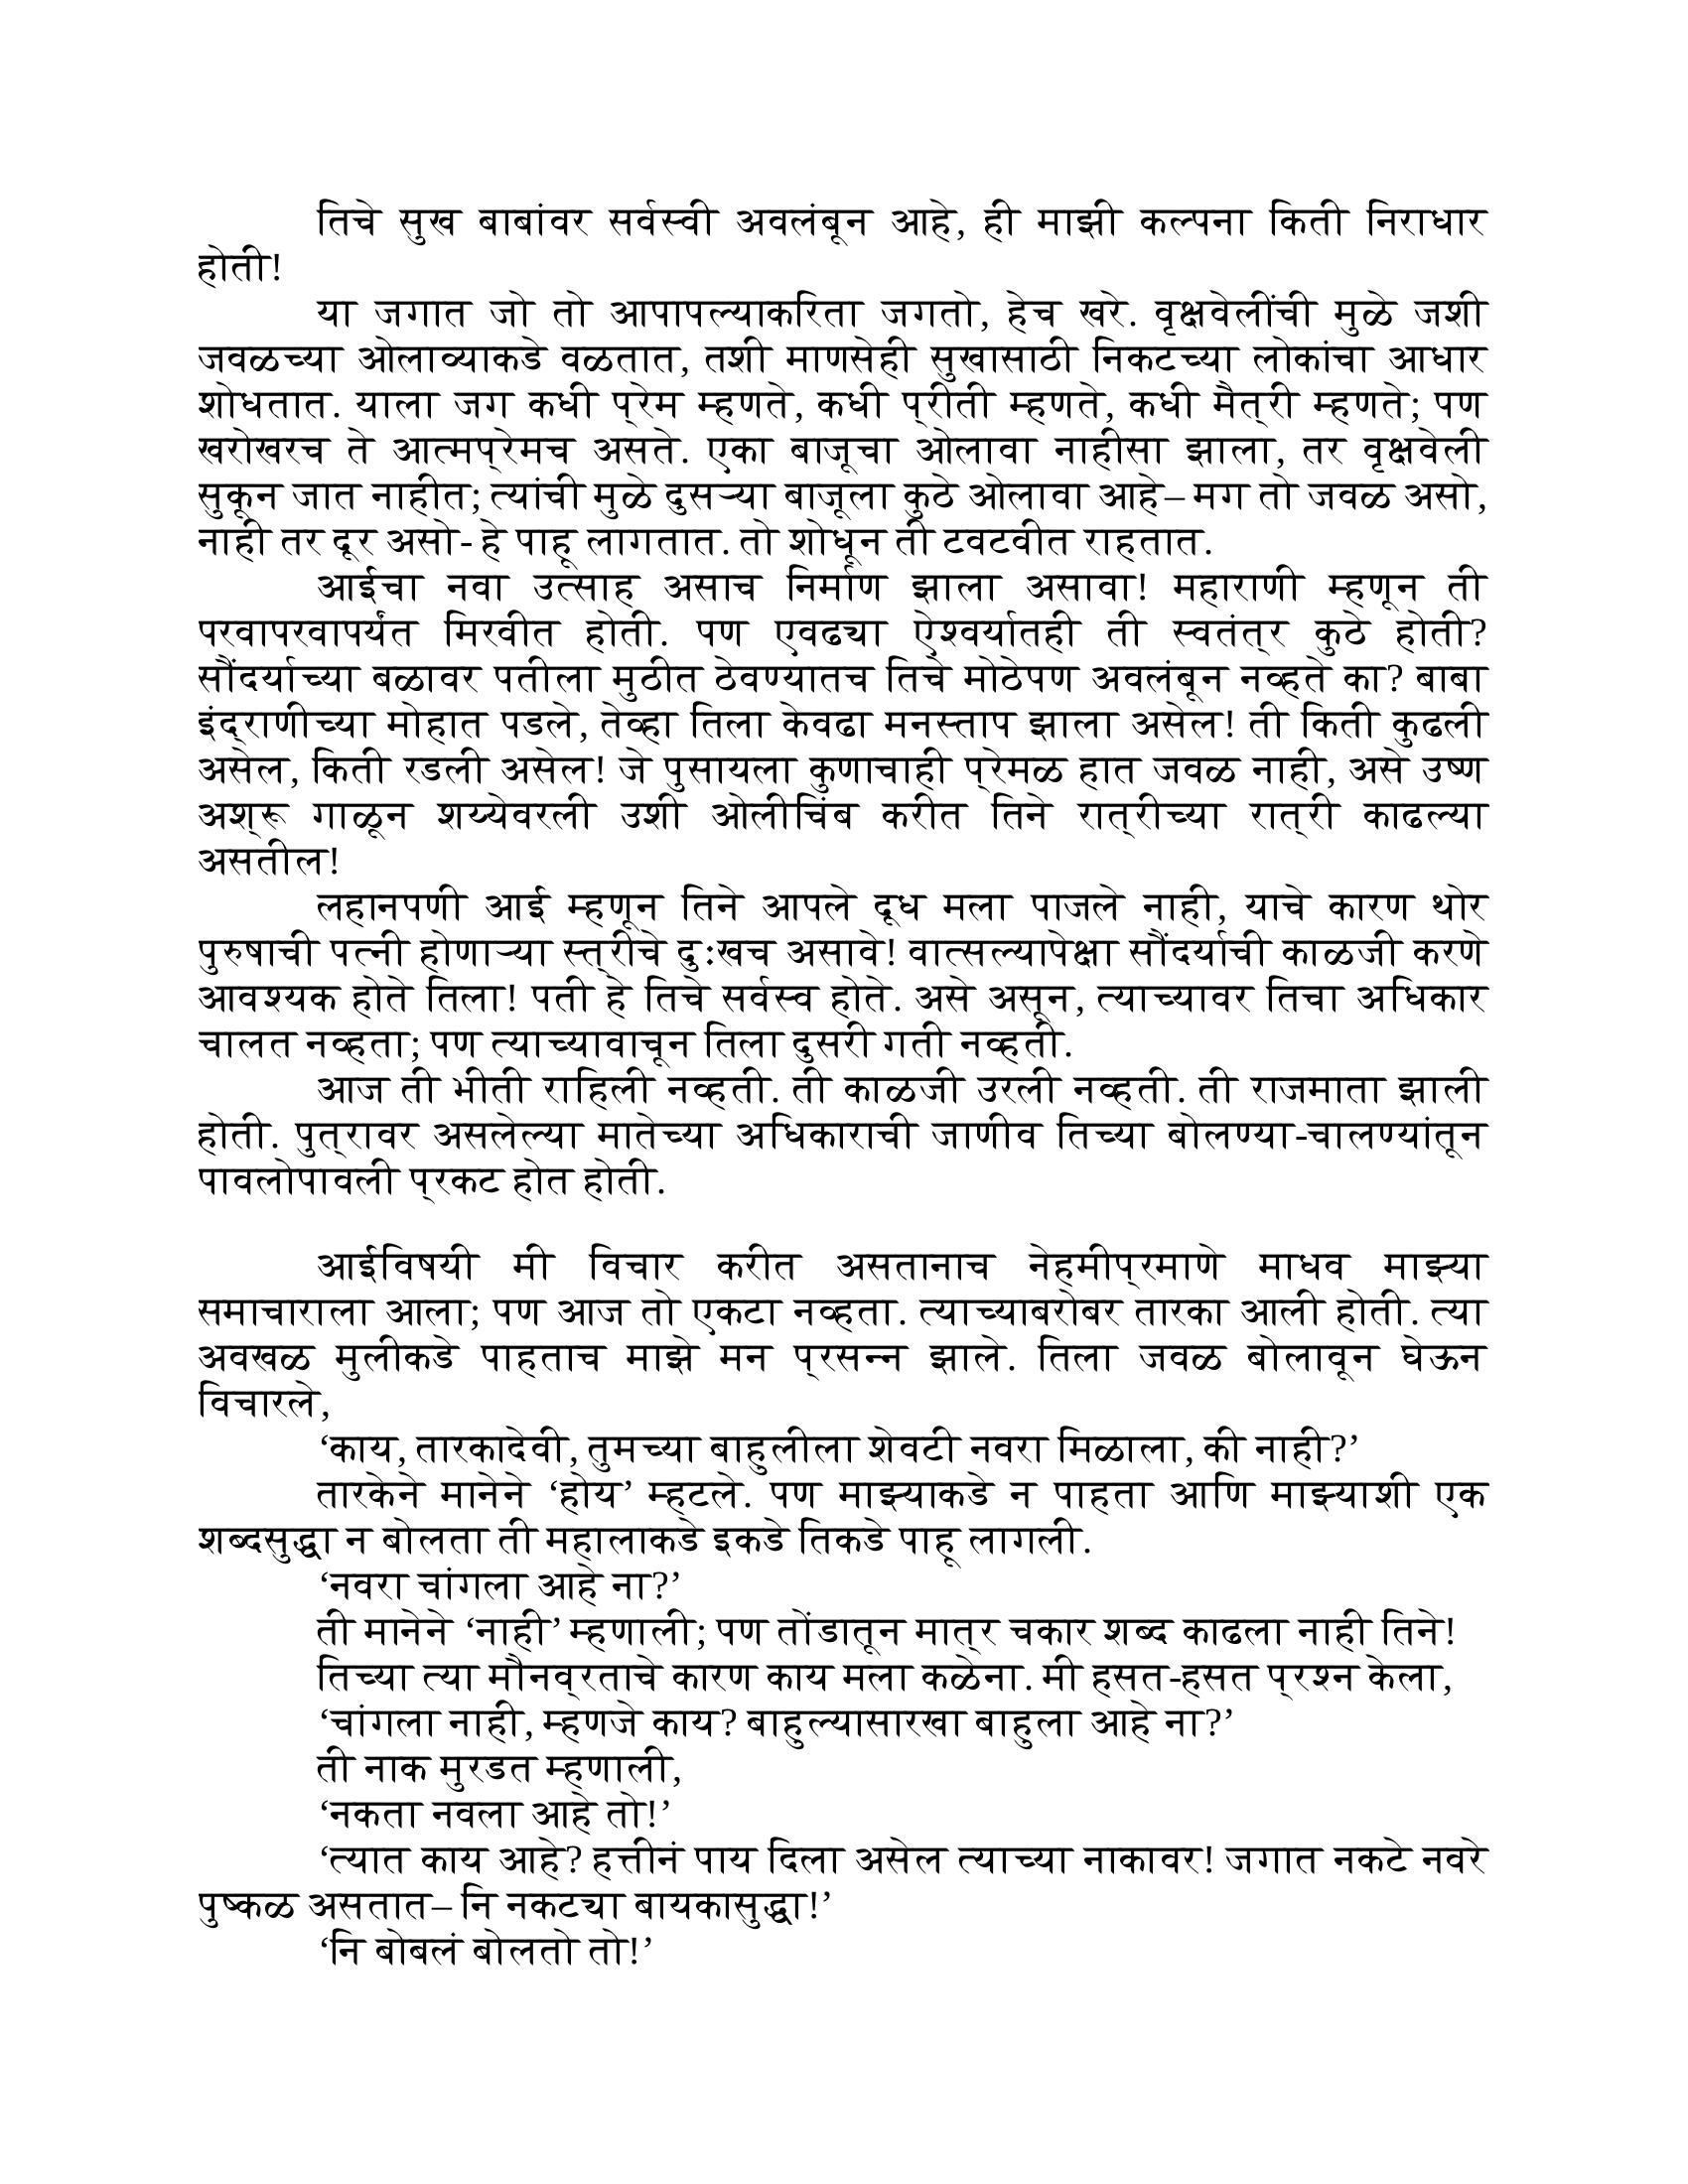 तिचे सुख बाबांवर सर्वस्वी अवलंबून आहे, ही माझी कल्पना किती निराधार
होती!
या जगात जो तो आपापल्याकरिता जगतो, हेच खरे. वृक्षवेलींची मुळे जशी
जवळच्या ओलाव्याकडे वळतात, तशी माणसेही सुखासाठी निकटच्या लोकांचा आधार
शोधतात. याला जग कधी प्रेम म्हणते, कधी प्रीती म्हणते, कधी मैत्री म्हणते; पण
खरोखरच ते आत्मप्रेमच असते. एका बाजूचा ओलावा नाहीसा झाला, तर वृक्षवेली
सुकून जात नाहीत; त्यांची मुळे दुसऱ्या बाजूला कुठे ओलावा आहे– मग तो जवळ असो,
नाही तर दूर असो- हे पाहू लागतात. तो शोधून ती टवटवीत राहतात.
आईचा नवा उत्साह असाच निर्माण झाला असावा! महाराणी म्हणून ती
परवापरवापर्यंत मिरवीत होती. पण एवढ्या ऐश्वर्यातही ती स्वतंत्र कुठे होती?
सौंदर्याच्या बळावर पतीला मुठीत ठेवण्यातच तिचे मोठेपण अवलंबून नव्हते का? बाबा
इंद्राणीच्या मोहात पडले, तेव्हा तिला केवढा मनस्ताप झाला असेल! ती किती कुढली
असेल, किती रडली असेल! जे पुसायला कुणाचाही प्रेमळ हात जवळ नाही, असे उष्ण
अश्रू गाळून शय्येवरली उशी ओलीचिंब करीत तिने रात्रीच्या रात्री काढल्या
असतील!
लहानपणी आई म्हणून तिने आपले दूध मला पाजले नाही, याचे कारण थोर
पुरुषाची पत्नी होणाऱ्या स्त्रीचे दुःखच असावे! वात्सल्यापेक्षा सौंदर्याची काळजी करणे
आवश्यक होते तिला! पती हे तिचे सर्वस्व होते. असे असून, त्याच्यावर तिचा अधिकार
चालत नव्हता; पण त्याच्यावाचून तिला दुसरी गती नव्हती.
आज ती भीती राहिली नव्हती. ती काळजी उरली नव्हती. ती राजमाता झाली
होती. पुत्रावर असलेल्या मातेच्या अधिकाराची जाणीव तिच्या बोलण्या-चालण्यांतून
पावलोपावली प्रकट होत होती.
आईविषयी मी विचार करीत असतानाच नेहमीप्रमाणे माधव माझ्या
समाचाराला आला; पण आज तो एकटा नव्हता. त्याच्याबरोबर तारका आली होती. त्या
अवखळ मुलीकडे पाहताच माझे मन प्रसन्न झाले. तिला जवळ बोलावून घेऊन
विचारले,
‘काय, तारकादेवी, तुमच्या बाहुलीला शेवटी नवरा मिळाला, की नाही?’
तारकेने मानेने ‘होय’ म्हटले. पण माझ्याकडे न पाहता आणि माझ्याशी एक
शब्दसुद्धा न बोलता ती महालाकडे इकडे तिकडे पाहू लागली.
‘नवरा चांगला आहे ना?’
ती मानेने ‘नाही’ म्हणाली; पण तोंडातून मात्र चकार शब्द काढला नाही तिने!
तिच्या त्या मौनव्रताचे कारण काय मला कळेना. मी हसत-हसत प्रश्न केला,
‘चांगला नाही, म्हणजे काय? बाहुल्यासारखा बाहुला आहे ना?’
ती नाक मुरडत म्हणाली,
‘नकता नवला आहे तो!’
‘त्यात काय आहे? हत्तीनं पाय दिला असेल त्याच्या नाकावर! जगात नकटे नवरे
पुष्कळ असतात– नि नकट्या बायकासुद्धा!’
‘नि बोबलं बोलतो तो!’